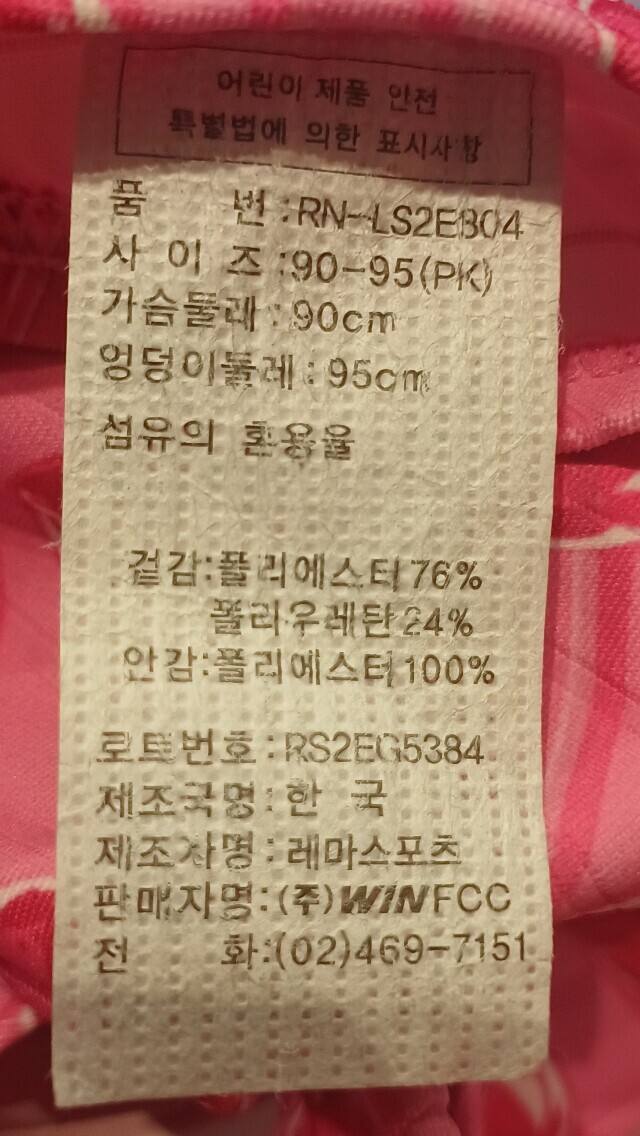 어린이 제품 안전
특별법에 의한 표시사항
품 번:RN-LS2EB04
사 이 즈:90-95(PK)
가슴둘레:90cm
엉덩이둘레:95cm
섬유의 혼용율
겉감:폴리에스터76%
폴리우레탄24%
안감:폴리에스터100%
로트번호:RS2EG5384
제조국명:한 국
제조자명:레마스포츠
판매자명:(주)WINFCC
전 화:(02)469-7151